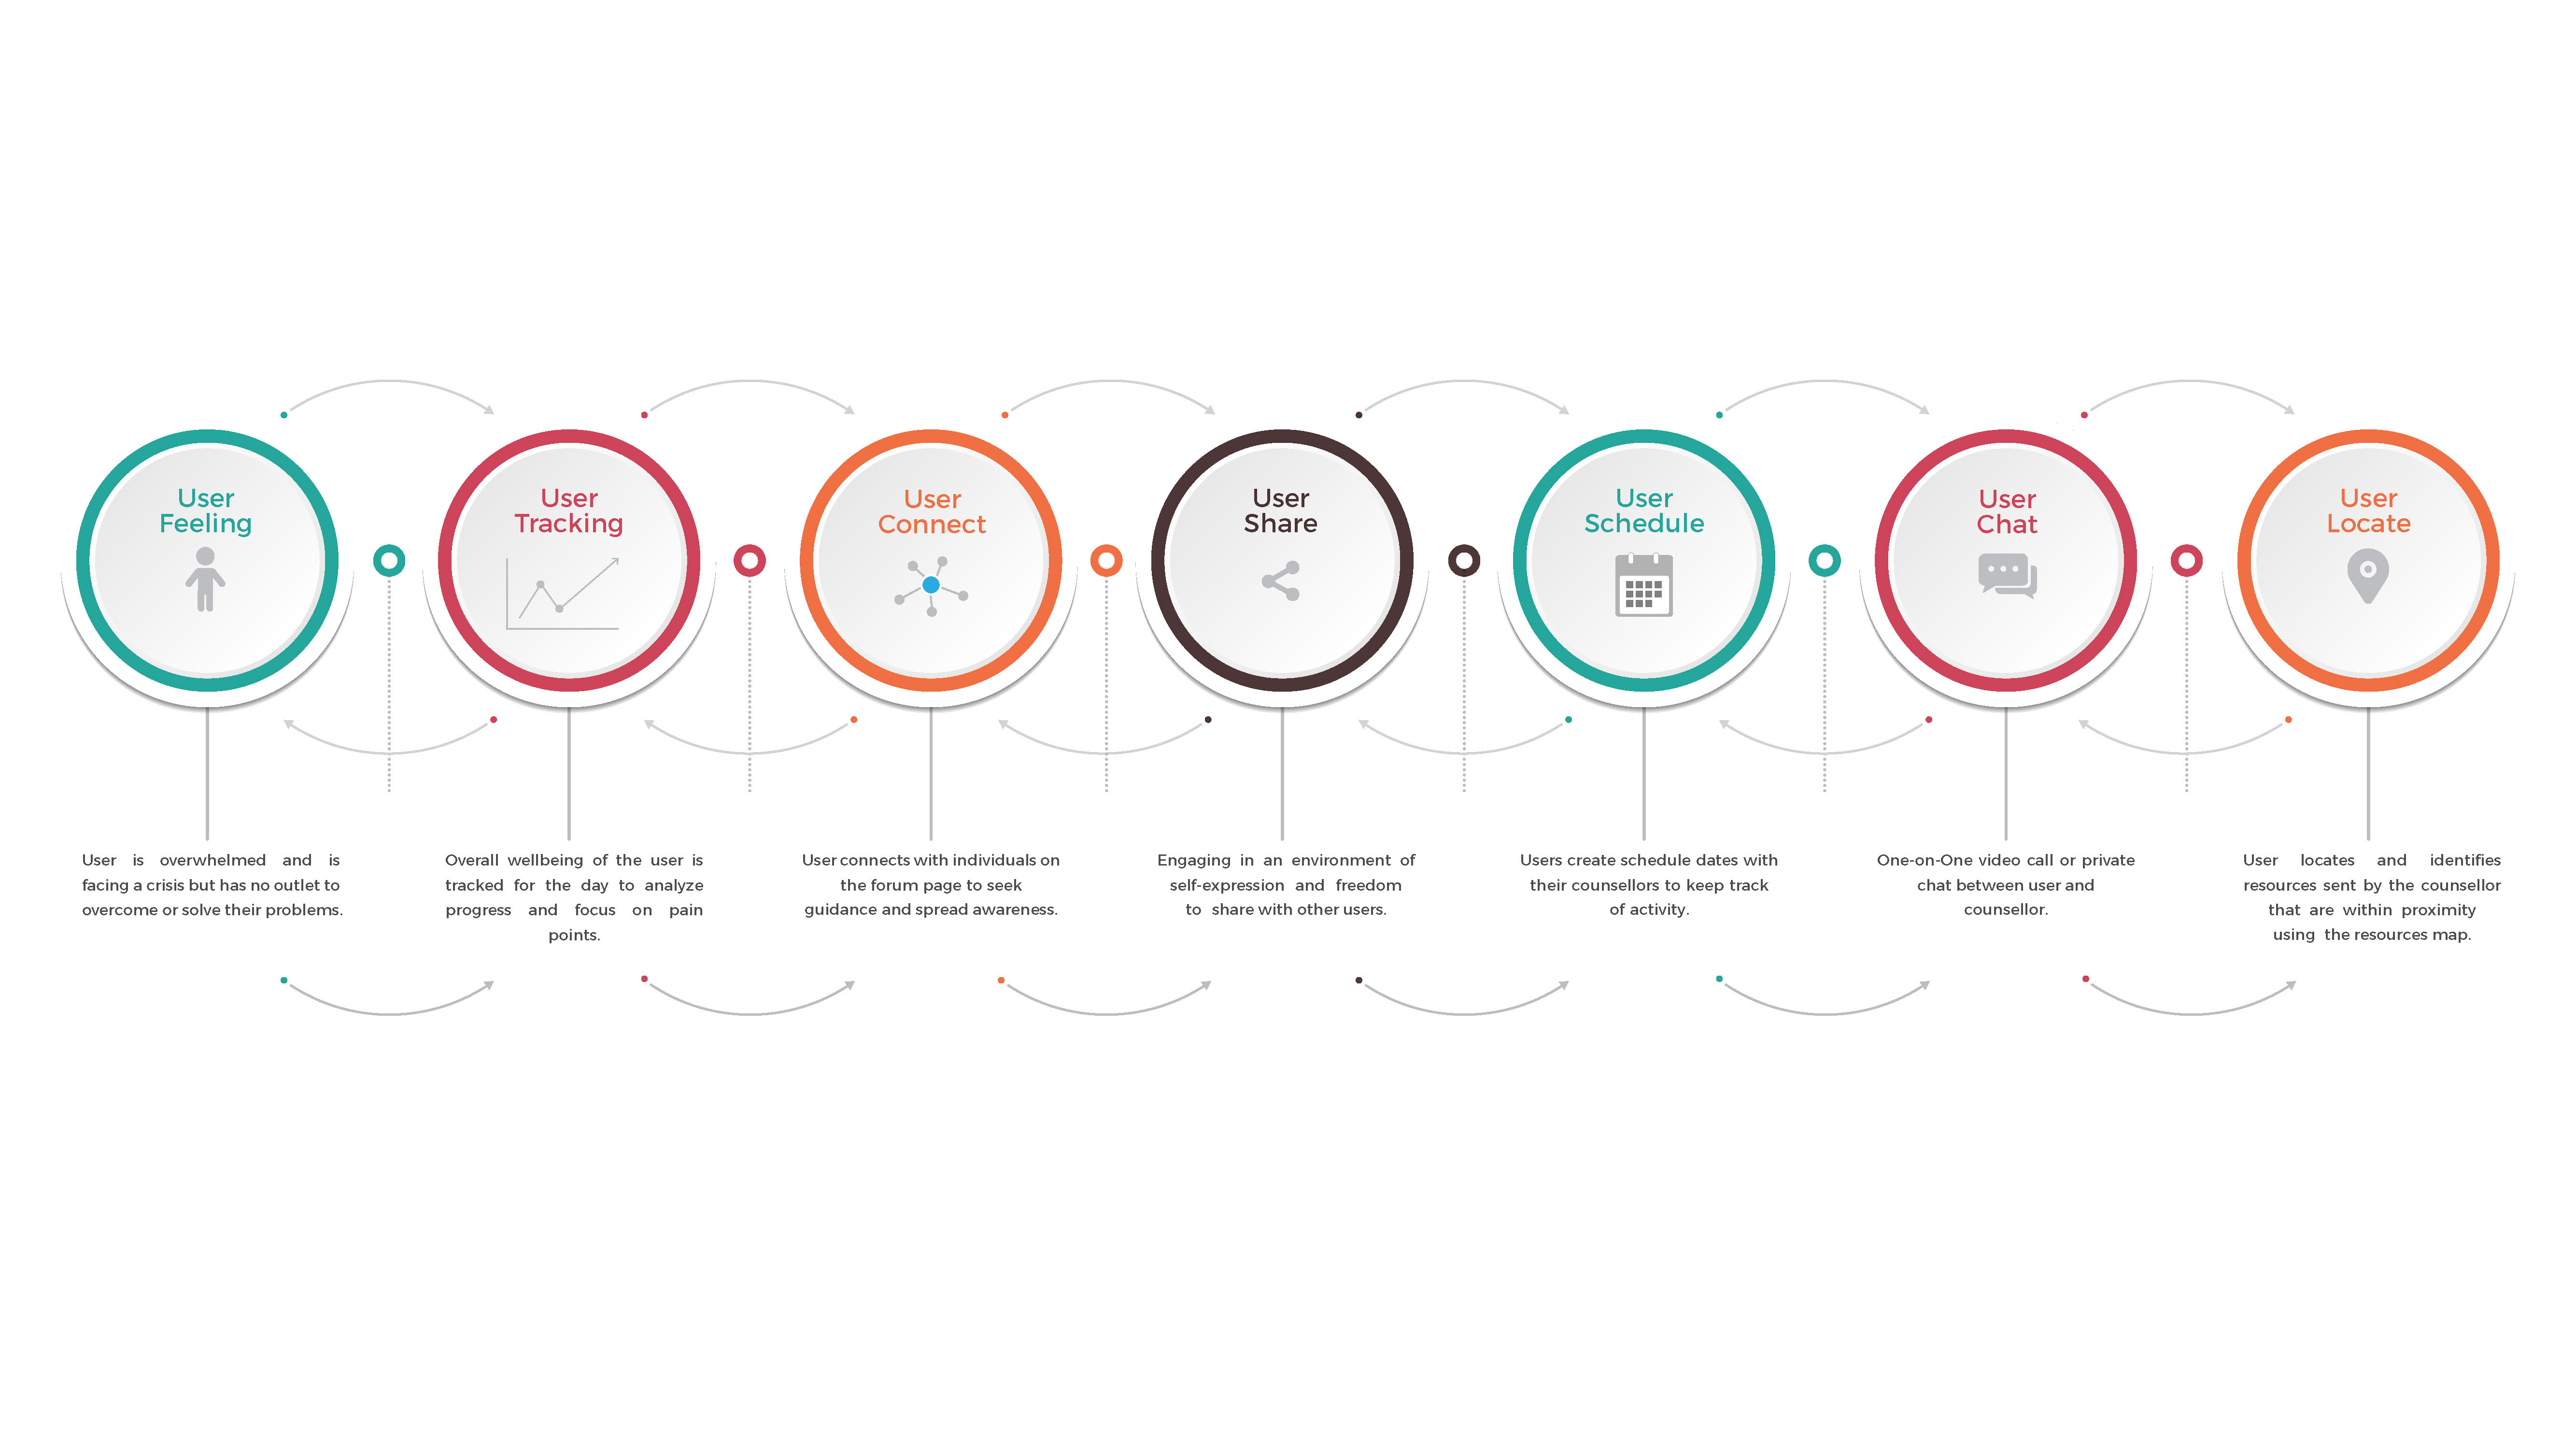 User
Feeling
User
Tracking
User
Connect
User
Share
User
Schedule
User
Chat
User
Locate
User is overwhelmed and is
facing a crisis but has no outlet to
overcome or solve their problems.
Overall wellbeing of the user is
tracked for the day to analyze
progress and focus on pain
points.
User connects with individuals on
the forum page to seek
guidance and spread awareness.
Engaging in an environment of
self-expression and freedom
to share with other users.
Users create schedule dates with
their counsellors to keep track
of activity.
One-on-One video call or private
chat between user and
counsellor.
User locates and identifies
resources sent by the counsellor
that are within proximity
using the resources map.